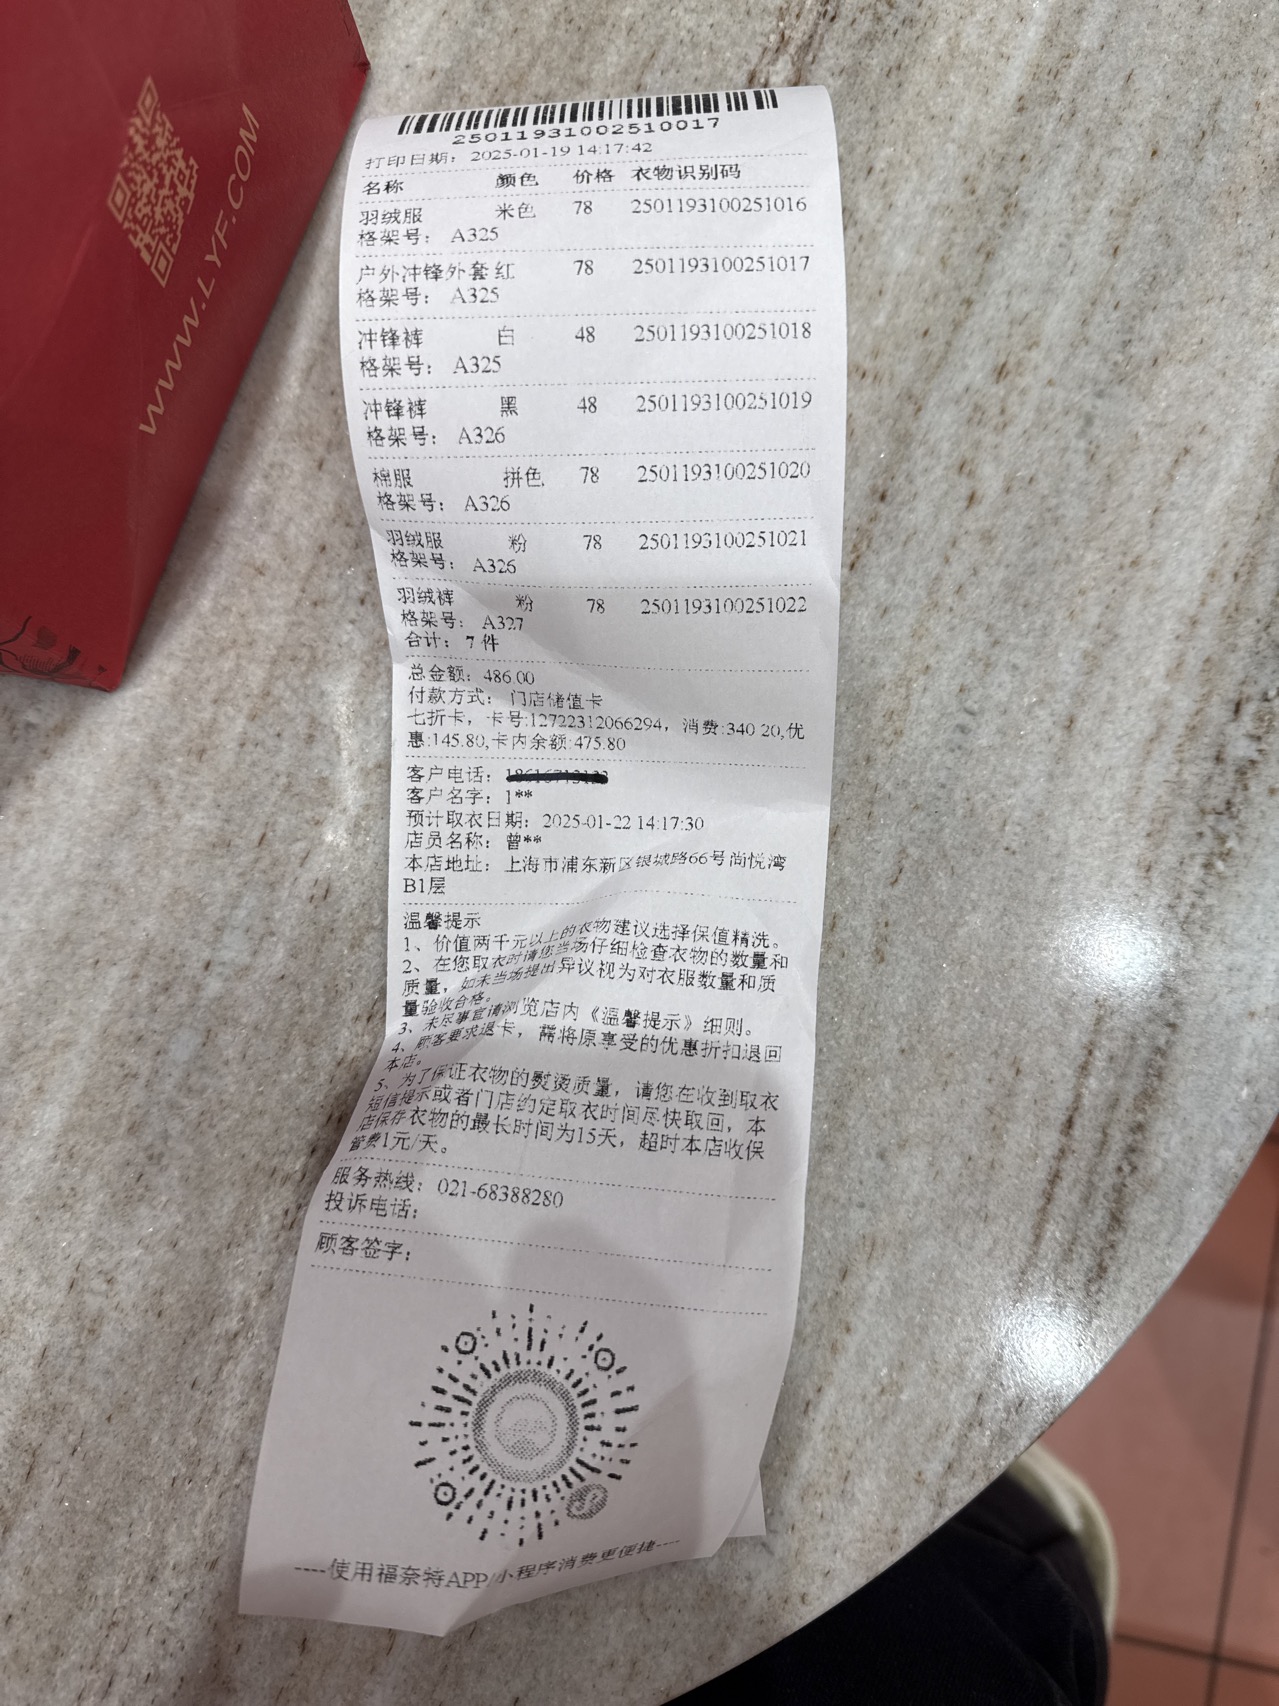 WWW.LYF.COM
25011931002510017
打印日期： 2025-01-19 14:17:42
名称 颜色 价格 衣物识别码
羽绒服 米色 78 2501193100251016
格架号： A325
户外冲锋外套 红 78 2501193100251017
格架号： A325
冲锋裤 白 48 2501193100251018
格架号： A325
冲锋裤 黑 48 2501193100251019
格架号： A326
棉服 拼色 78 2501193100251020
格架号： A326
羽绒服 粉 78 2501193100251021
格架号： A326
羽绒裤 粉 78 2501193100251022
格架号： A327
合计： 7 件
总金额：486.00
付款方式： 门店储值卡
七折卡，卡号:12722312066294，消费:340.20,优
惠:145.80,卡内余额:475.80
客户电话：
客户名字：1**
预计取衣日期：2025-01-22 14:17:30
店员名称：曾**
本店地址： 上海市浦东新区银城路66号尚悦湾
B1层
温馨提示
1、价值两千元以上的衣物建议选择保值精洗。
2、在您取衣时请您当场仔细检查衣物的数量和
质量，如未当场提出异议视为对衣服数量和质
量验收合格。
3、未尽事宜请浏览店内《温馨提示》细则。
4、顾客要求退卡，需将原享受的优惠折扣退回
本店。
5、为了保证衣物的熨烫质量，请您在收到取衣
短信提示或者门店约定取衣时间尽快取回，本
店保存衣物的最长时间为15天，超时本店收保
管费1元/天。
服务热线：021-68388280
投诉电话：
顾客签字：
----使用福奈特APP/小程序消费更便捷----